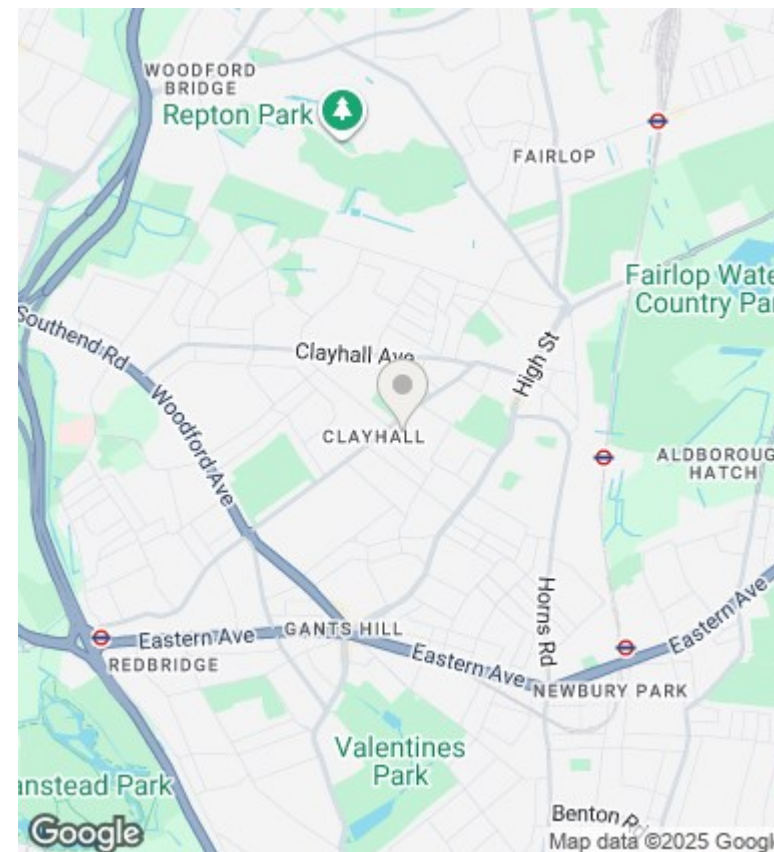 WOODFORD
BRIDGE
Repton Park
FAIRLOP
Fairlop Wate
Country Par
Southend Rd
Clayhall Ave
High St
Woodford Ave
CLAYHALL
ALDBOROUG
HATCH
Horns Rd
Eastern Ave
Eastern Ave
GANTS HILL
REDBRIDGE
Eastern Ave
NEWBURY PARK
Valentines
Park
anstead Park
Benton Rd
Google
Map data ©2025 Googl